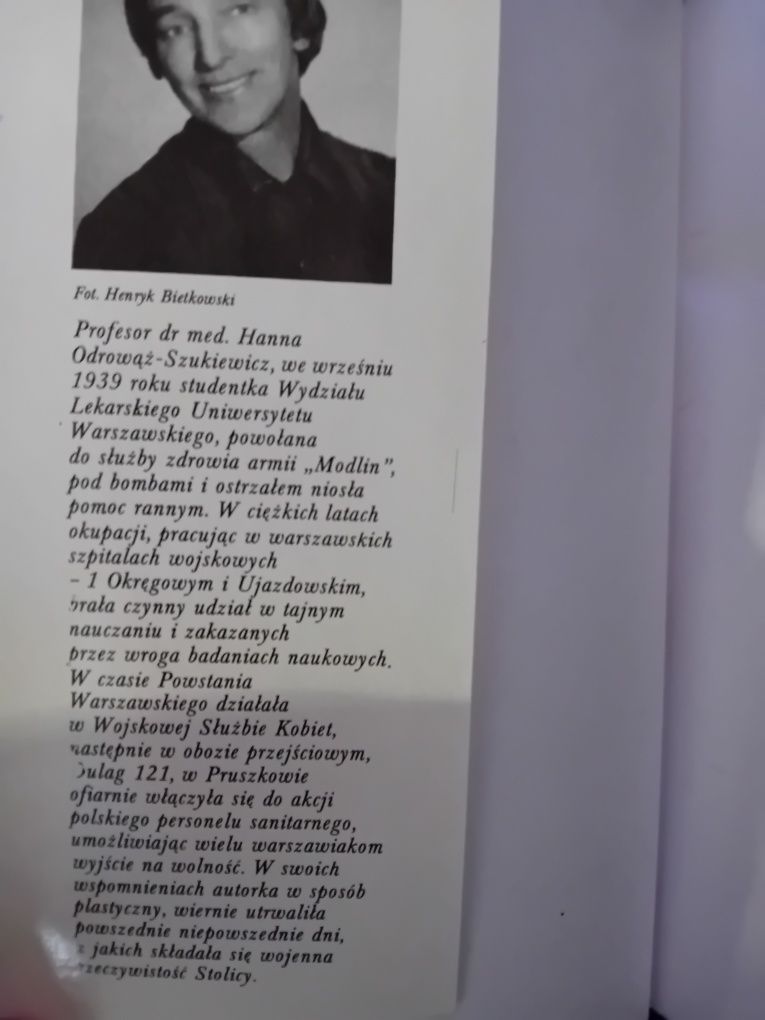 Fot. Henryk Bietkowski
Profesor dr med. Hanna
Odrowąż-Szukiewicz, we wrześniu
1939 roku studentka Wydziału
Lekarskiego Uniwersytetu
Warszawskiego, powołana
do służby zdrowia armii „Modlin”,
pod bombami i ostrzałem niosła
pomoc rannym. W ciężkich latach
okupacji, pracując w warszawskich
szpitalach wojskowych
– 1 Okręgowym i Ujazdowskim,
brała czynny udział w tajnym
nauczaniu i zakazanych
przez wroga badaniach naukowych.
W czasie Powstania
Warszawskiego działała
w Wojskowej Służbie Kobiet,
następnie w obozie przejściowym,
Dulag 121, w Pruszkowie
ofiarnie włączyła się do akcji
polskiego personelu sanitarnego,
umożliwiając wielu warszawiakom
wyjście na wolność. W swoich
wspomnieniach autorka w sposób
plastyczny, wiernie utrwaliła
powszednie niepowszednie dni,
z jakich składała się wojenna
rzeczywistość Stolicy.